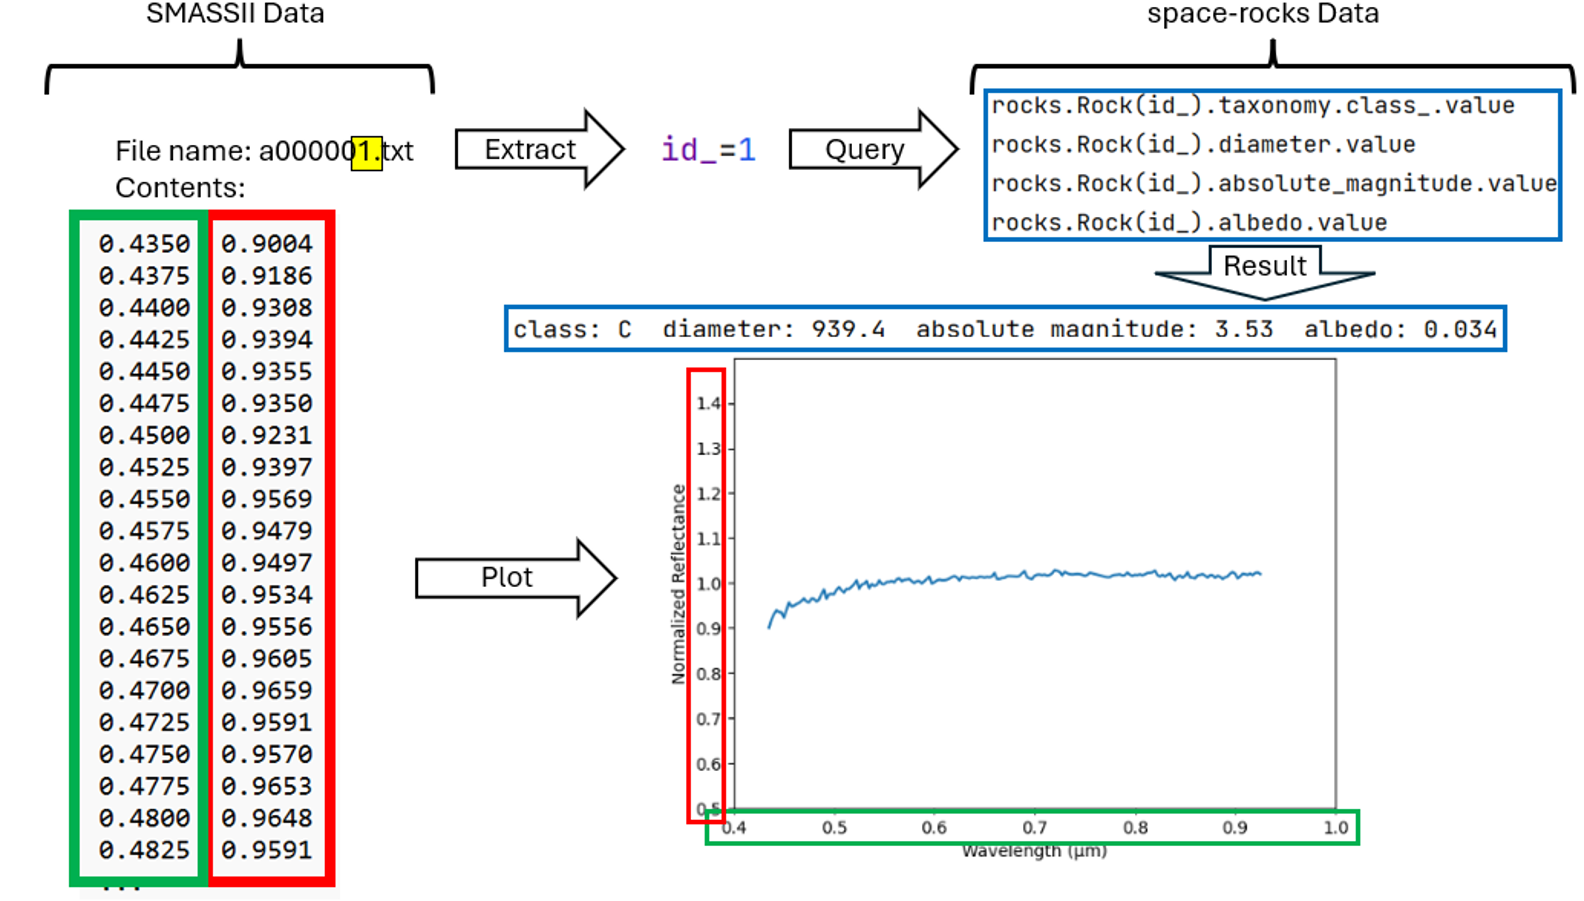 SMASSII Data
space-rocks Data
File name: a000001.txt
Contents:
Extract
id_=1
Query
rocks.Rock(id_).taxonomy.class_.value
rocks.Rock(id_).diameter.value
rocks.Rock(id_).absolute_magnitude.value
rocks.Rock(id_).albedo.value
Result
class: C diameter: 939.4 absolute magnitude: 3.53 albedo: 0.034
0.4350 0.9004
0.4375 0.9186
0.4400 0.9308
0.4425 0.9394
0.4450 0.9355
0.4475 0.9350
0.4500 0.9231
0.4525 0.9397
0.4550 0.9569
0.4575 0.9479
0.4600 0.9497
0.4625 0.9534
0.4650 0.9556
0.4675 0.9605
0.4700 0.9659
0.4725 0.9591
0.4750 0.9570
0.4775 0.9653
0.4800 0.9648
0.4825 0.9591
...
Plot
Normalized Reflectance
1.4
1.3
1.2
1.1
1.0
0.9
0.8
0.7
0.6
0.5
0.4 0.5 0.6 0.7 0.8 0.9 1.0
Wavelength (μm)